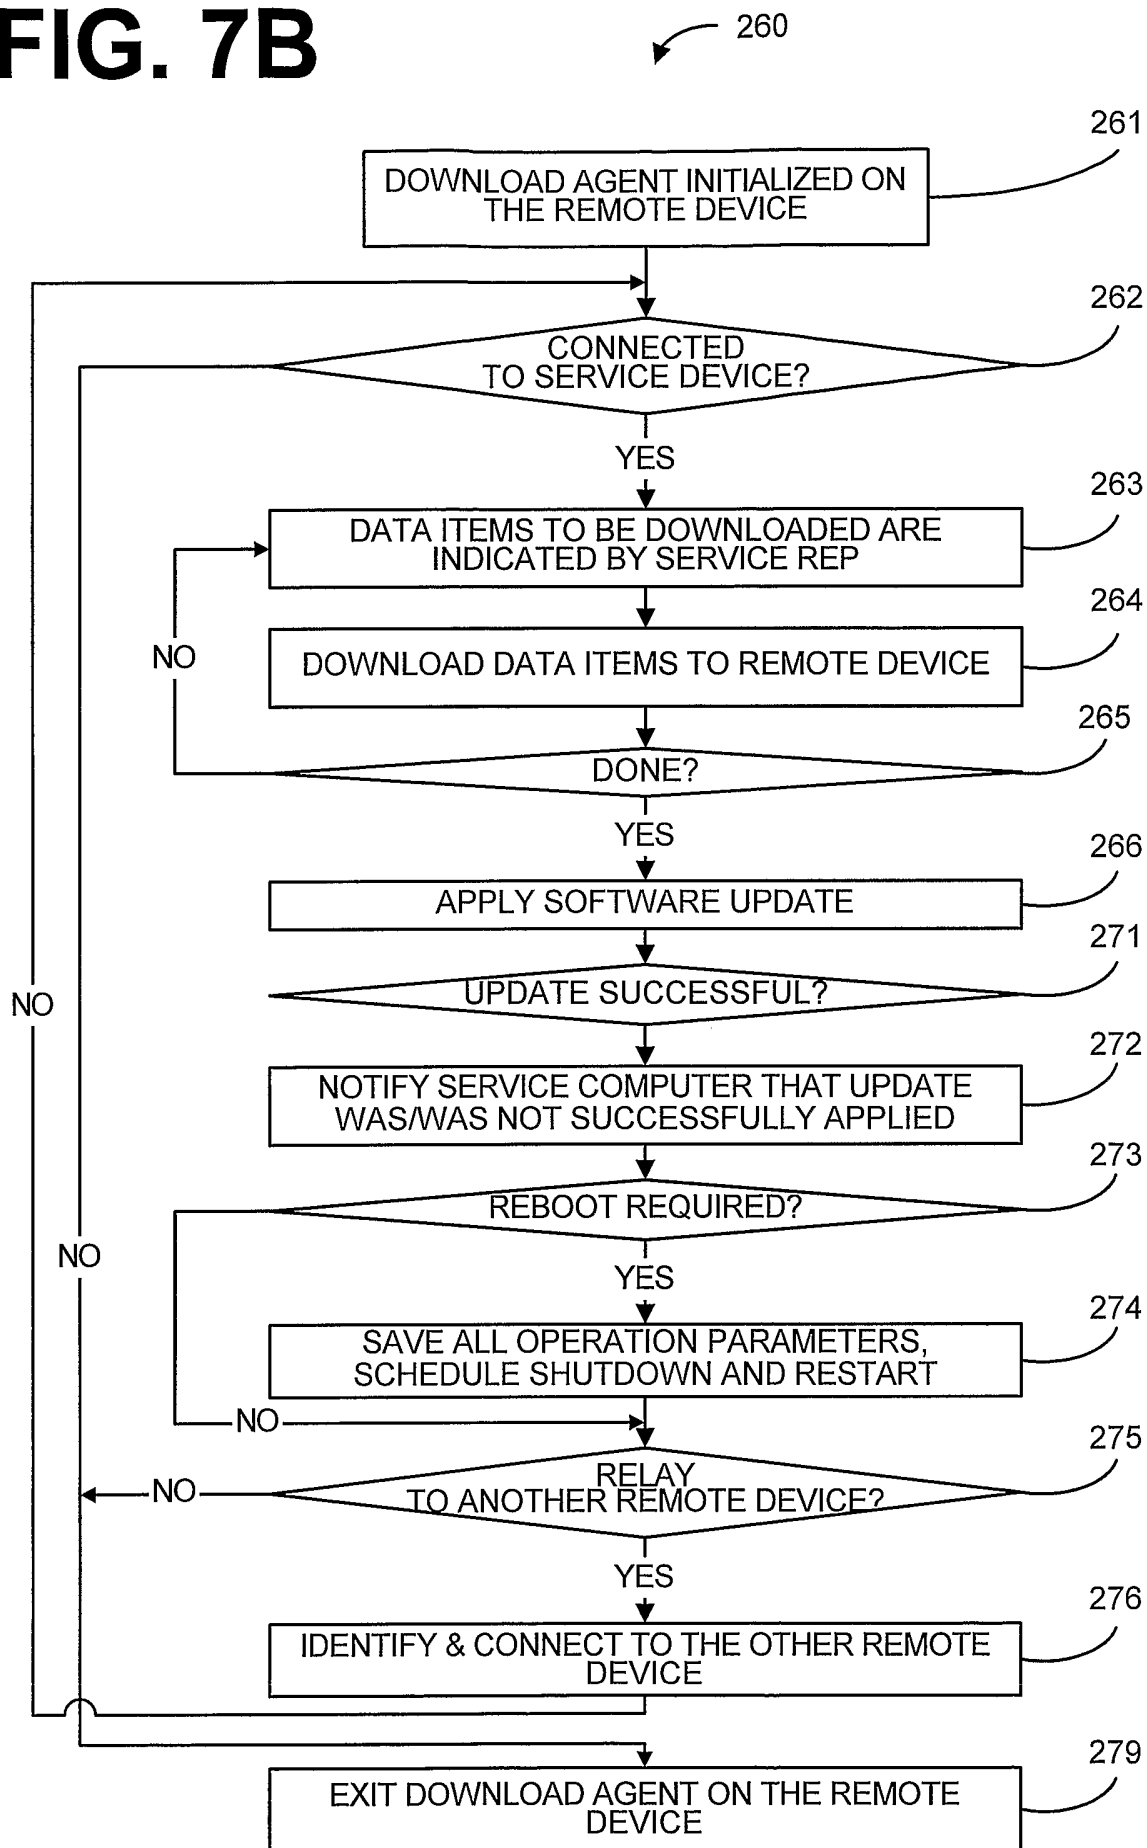 FIG. 7B
260
261
DOWNLOAD AGENT INITIALIZED ON
THE REMOTE DEVICE
262
CONNECTED
TO SERVICE DEVICE?
YES
263
DATA ITEMS TO BE DOWNLOADED ARE
INDICATED BY SERVICE REP
264
NO
DOWNLOAD DATA ITEMS TO REMOTE DEVICE
265
DONE?
YES
266
APPLY SOFTWARE UPDATE
271
UPDATE SUCCESSFUL?
NO
272
NOTIFY SERVICE COMPUTER THAT UPDATE
WAS/WAS NOT SUCCESSFULLY APPLIED
273
REBOOT REQUIRED?
NO
YES
274
SAVE ALL OPERATION PARAMETERS,
SCHEDULE SHUTDOWN AND RESTART
NO
275
RELAY
TO ANOTHER REMOTE DEVICE?
NO
YES
276
IDENTIFY & CONNECT TO THE OTHER REMOTE
DEVICE
279
EXIT DOWNLOAD AGENT ON THE REMOTE
DEVICE